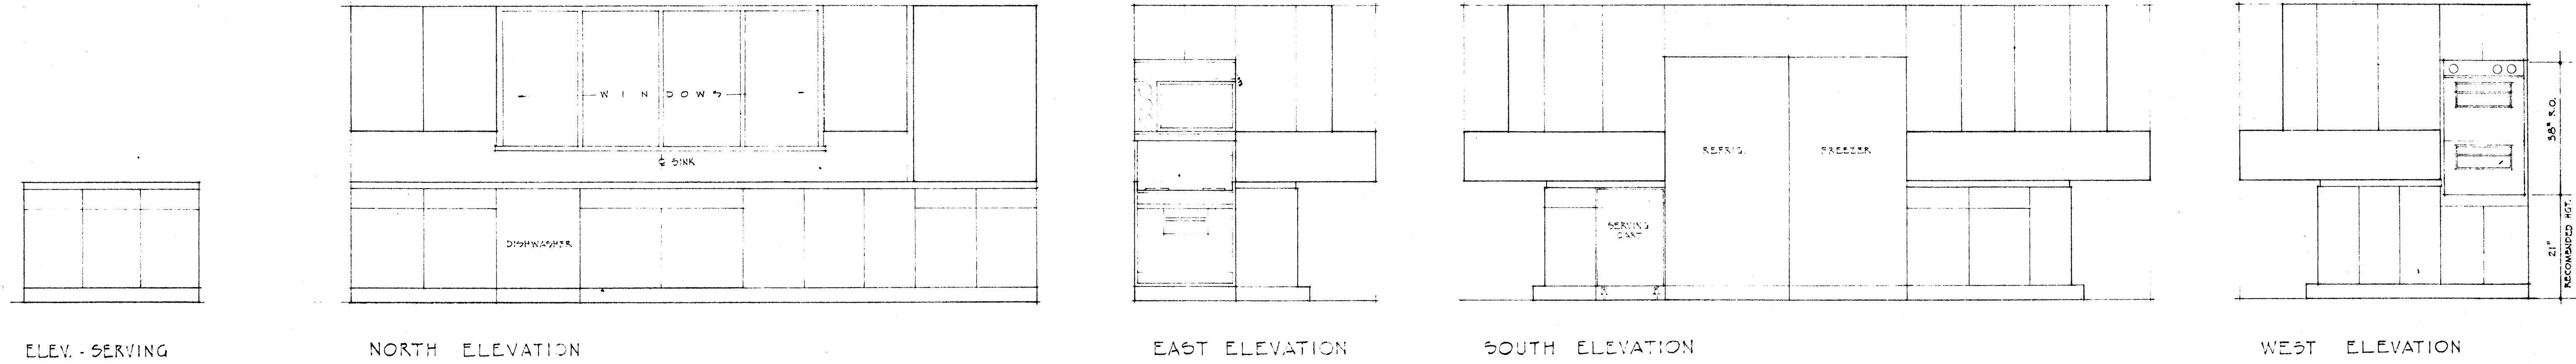 WINDOWS
℄ SINK
DISHWASHER
REFRIG.
FREEZER
SERVING
CART
38" R.O.
21"
RECOMENDED HGT.
ELEV. - SERVING
NORTH ELEVATION
EAST ELEVATION
SOUTH ELEVATION
WEST ELEVATION